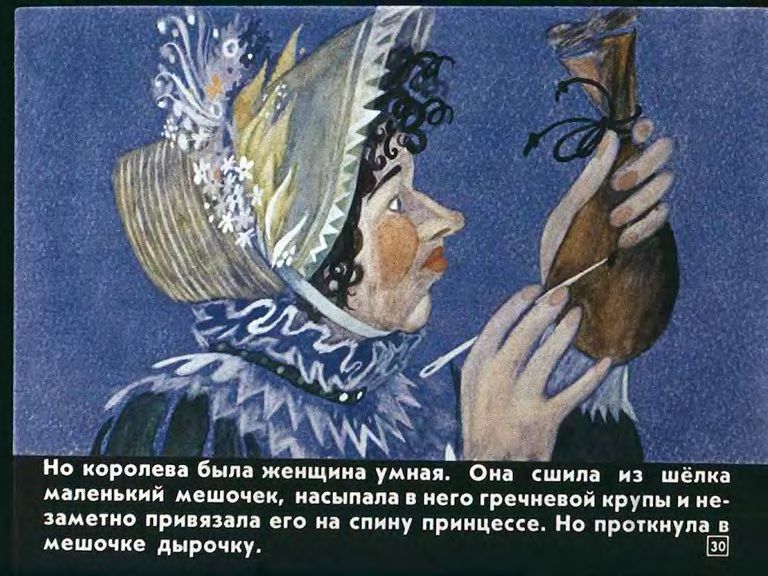 Но королева была женщина умная. Она сшила из шёлка
маленький мешочек, насыпала в него гречневой крупы и не-
заметно привязала его на спину принцессе. Но проткнула в
мешочке дырочку.
30